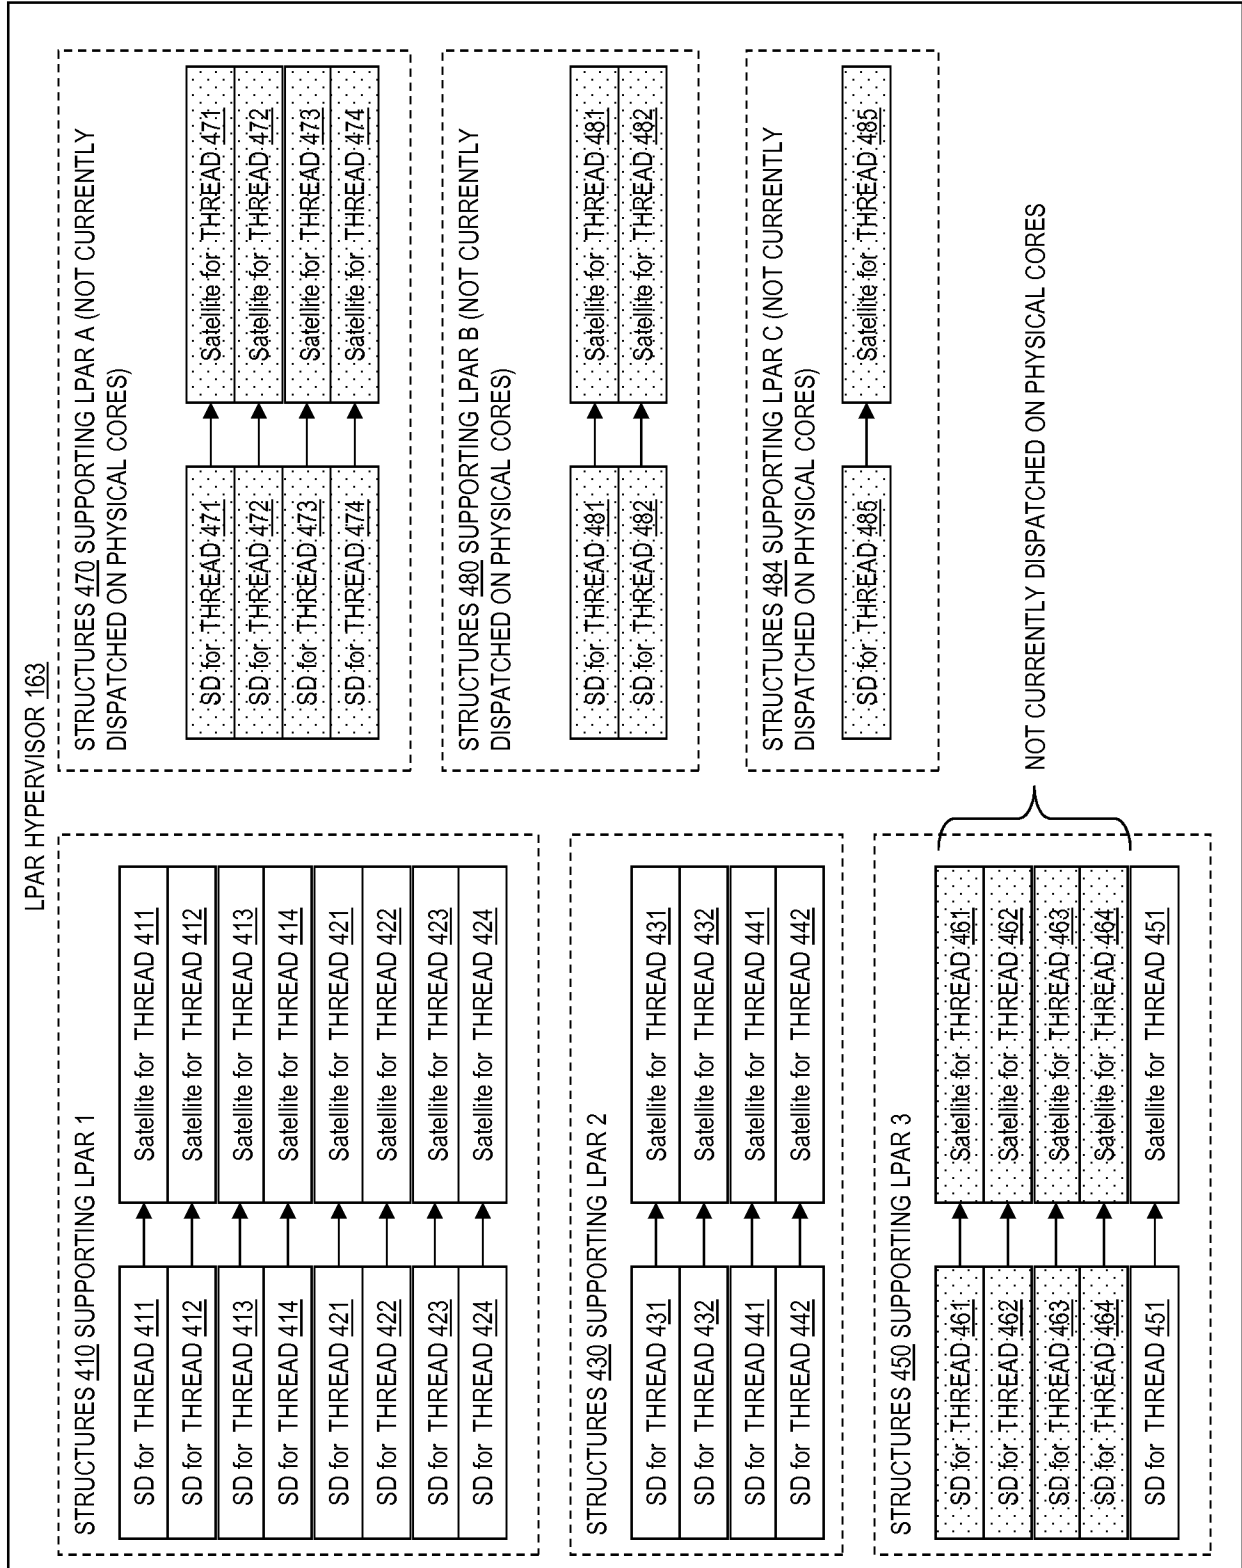 LPAR HYPERVISOR 163
STRUCTURES 410 SUPPORTING LPAR 1
SD for THREAD 411
Satellite for THREAD 411
SD for THREAD 412
Satellite for THREAD 412
SD for THREAD 413
Satellite for THREAD 413
SD for THREAD 414
Satellite for THREAD 414
SD for THREAD 421
Satellite for THREAD 421
SD for THREAD 422
Satellite for THREAD 422
SD for THREAD 423
Satellite for THREAD 423
SD for THREAD 424
Satellite for THREAD 424
STRUCTURES 430 SUPPORTING LPAR 2
SD for THREAD 431
Satellite for THREAD 431
SD for THREAD 432
Satellite for THREAD 432
SD for THREAD 441
Satellite for THREAD 441
SD for THREAD 442
Satellite for THREAD 442
STRUCTURES 450 SUPPORTING LPAR 3
SD for THREAD 461
Satellite for THREAD 461
SD for THREAD 462
Satellite for THREAD 462
SD for THREAD 463
Satellite for THREAD 463
SD for THREAD 464
Satellite for THREAD 464
SD for THREAD 451
Satellite for THREAD 451
NOT CURRENTLY DISPATCHED ON PHYSICAL CORES
STRUCTURES 470 SUPPORTING LPAR A (NOT CURRENTLY
DISPATCHED ON PHYSICAL CORES)
SD for THREAD 471
Satellite for THREAD 471
SD for THREAD 472
Satellite for THREAD 472
SD for THREAD 473
Satellite for THREAD 473
SD for THREAD 474
Satellite for THREAD 474
STRUCTURES 480 SUPPORTING LPAR B (NOT CURRENTLY
DISPATCHED ON PHYSICAL CORES)
SD for THREAD 481
Satellite for THREAD 481
SD for THREAD 482
Satellite for THREAD 482
STRUCTURES 484 SUPPORTING LPAR C (NOT CURRENTLY
DISPATCHED ON PHYSICAL CORES)
SD for THREAD 485
Satellite for THREAD 485